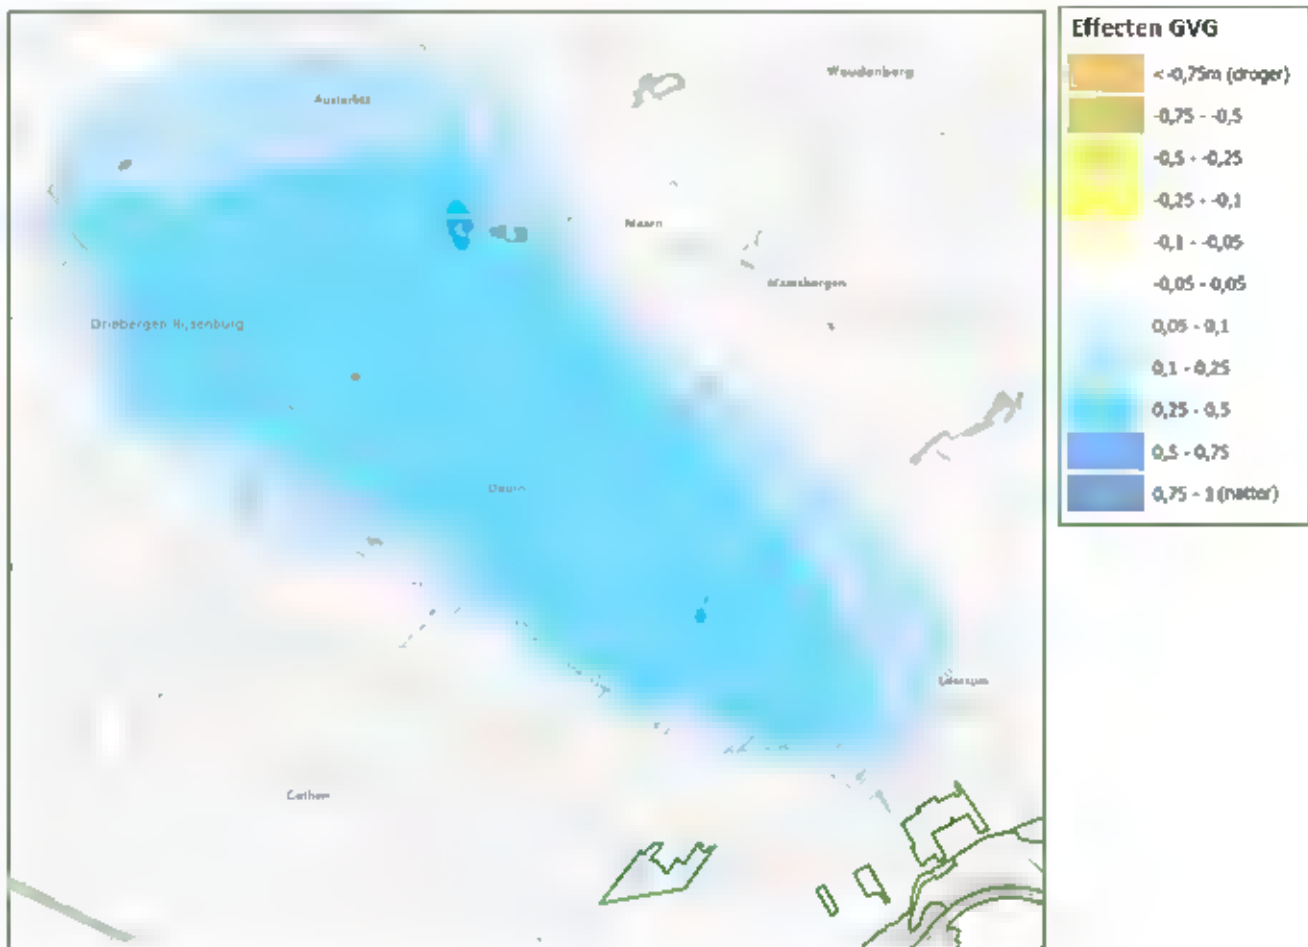 Effecten GVG
< -0,75m (droger)
-0,75 - -0,5
-0,5 - -0,25
-0,25 - -0,1
-0,1 - -0,05
-0,05 - 0,05
0,05 - 0,1
0,1 - 0,25
0,25 - 0,5
0,5 - 0,75
0,75 - 1 (natter)
Woudenberg
Austerlitz
Maarn
Maarsbergen
Driebergen Rijsenburg
Doorn
Leersum
Cothen